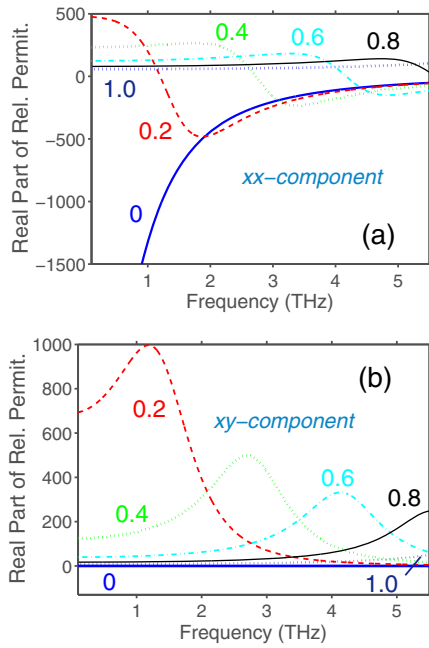 500
0
−500
−1000
−1500
Real Part of Rel. Permit.
0.4
0.6
0.8
1.0
0.2
0
xx−component
(a)
1 2 3 4 5
Frequency (THz)
1000
800
600
400
200
0
Real Part of Rel. Permit.
(b)
0.2
xy−component
0.4
0.6
0.8
0
1.0
1 2 3 4 5
Frequency (THz)